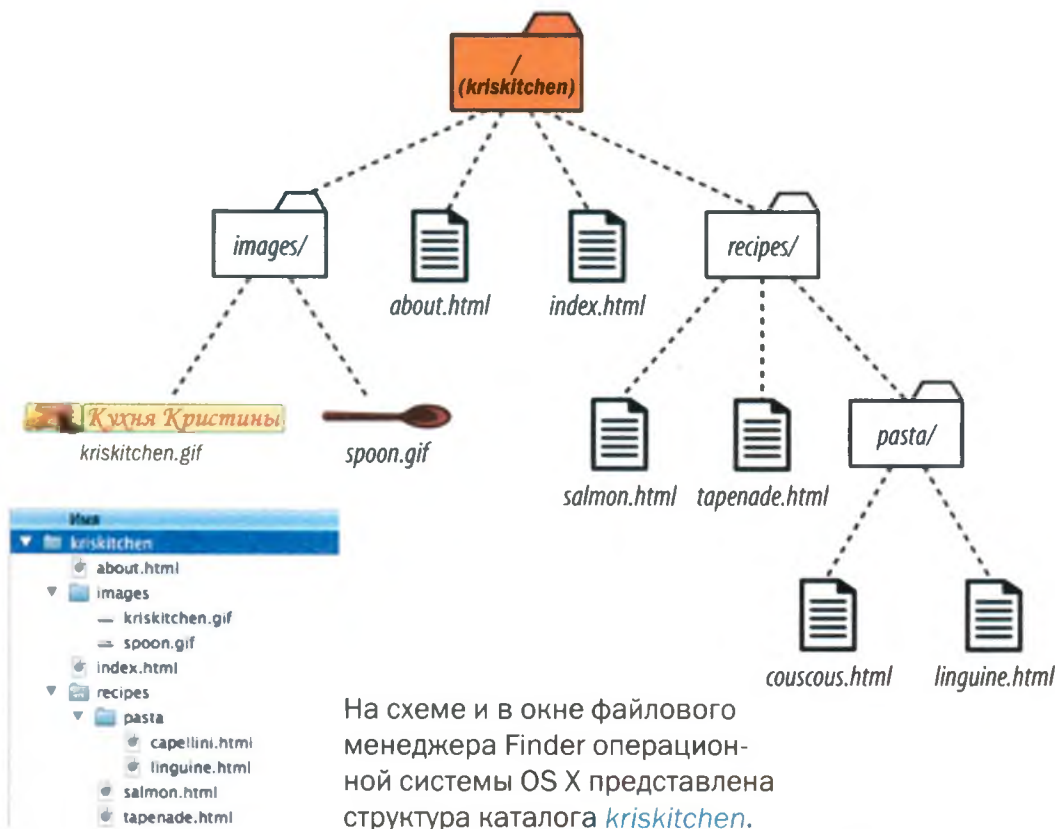 /
(kriskitchen)
images/
about.html
index.html
recipes/
Кухня Кристины
kriskitchen.gif
spoon.gif
salmon.html
tapenade.html
pasta/
couscous.html
linguine.html
Имя
kriskitchen
about.html
images
kriskitchen.gif
spoon.gif
index.html
recipes
pasta
capellini.html
linguine.html
salmon.html
tapenade.html
На схеме и в окне файлового
менеджера Finder операцион-
ной системы OS X представлена
структура каталога kriskitchen.